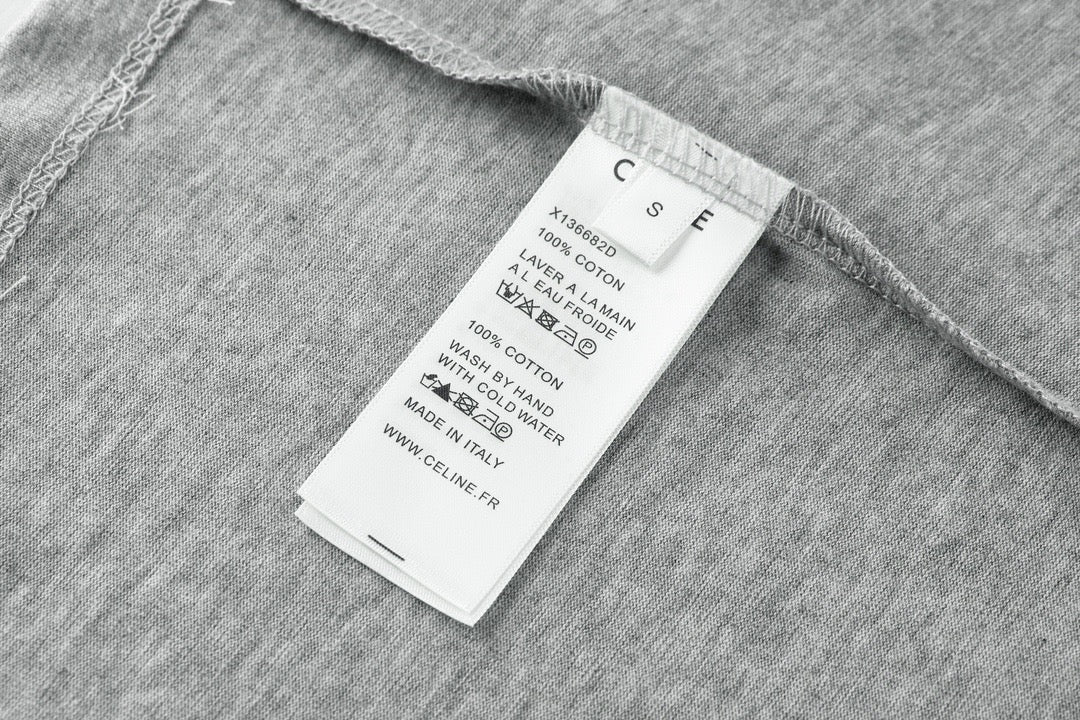 C E
S
X136682D
100% COTON
LAVER A LA MAIN
A L EAU FROIDE
P
100% COTTON
WASH BY HAND
WITH COLD WATER
P
MADE IN ITALY
WWW.CELINE.FR